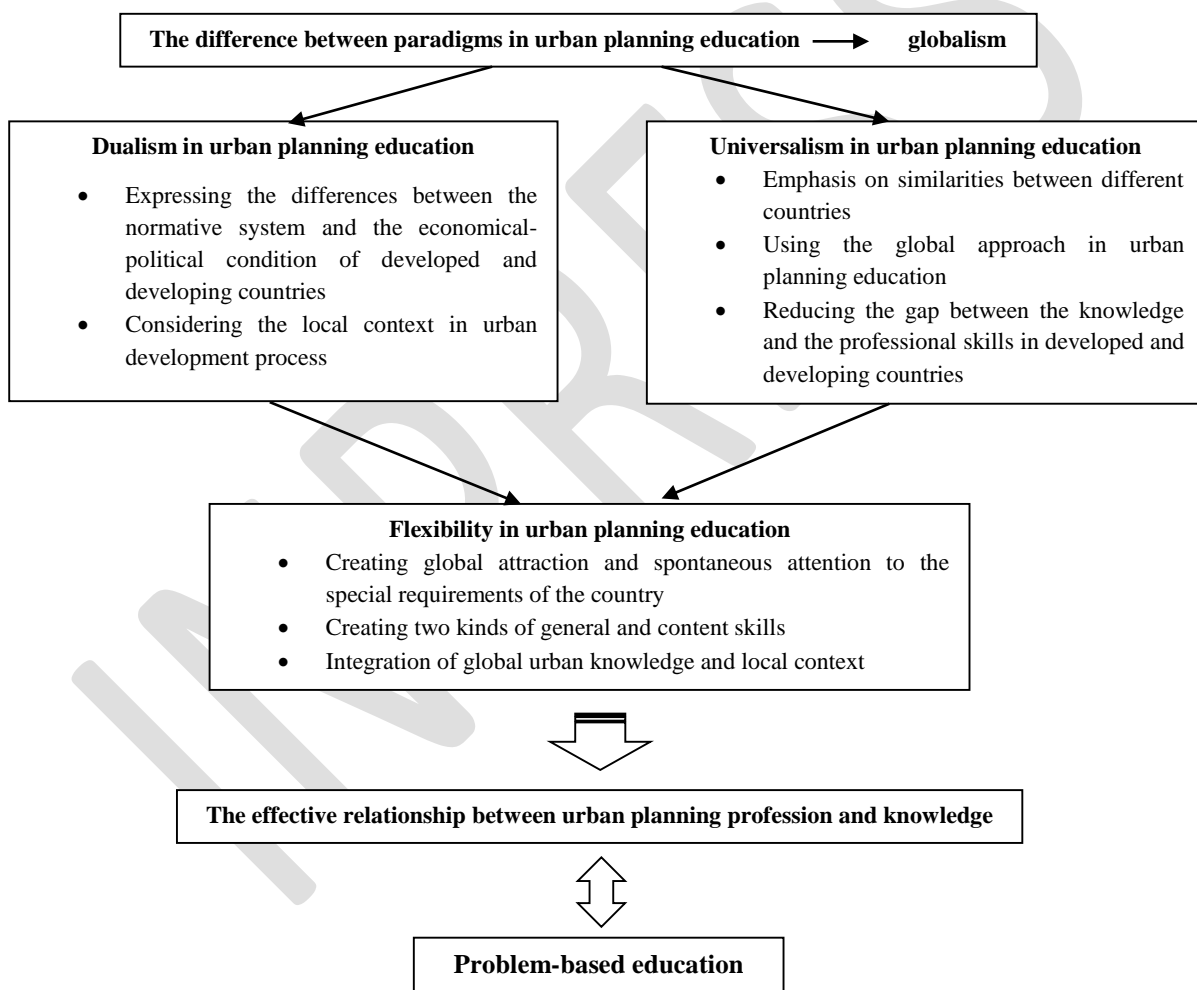 The difference between paradigms in urban planning education → globalism
Dualism in urban planning education
• Expressing the differences between the
normative system and the economical-
political condition of developed and
developing countries
• Considering the local context in urban
development process
Universalism in urban planning education
• Emphasis on similarities between different
countries
• Using the global approach in urban
planning education
• Reducing the gap between the knowledge
and the professional skills in developed and
developing countries
Flexibility in urban planning education
• Creating global attraction and spontaneous attention to the
special requirements of the country
• Creating two kinds of general and content skills
• Integration of global urban knowledge and local context
The effective relationship between urban planning profession and knowledge
Problem-based education